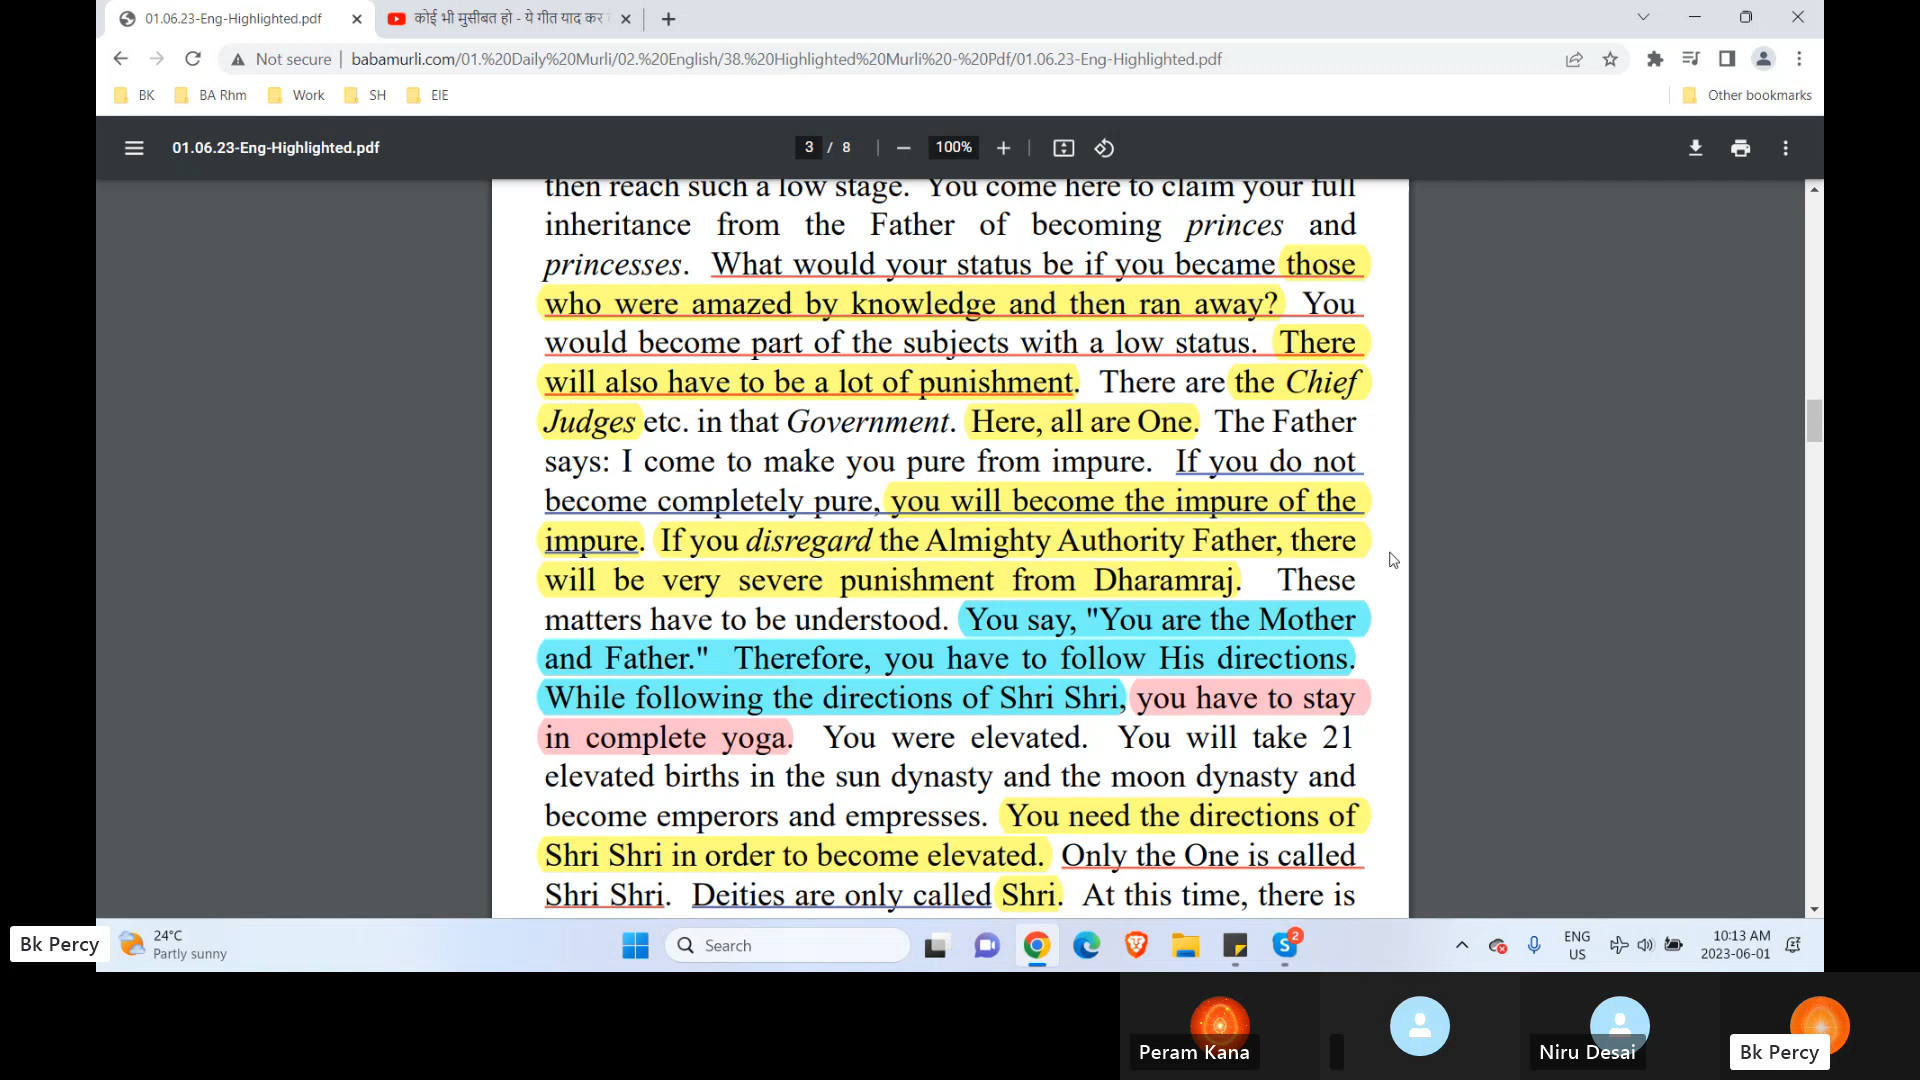 01.06.23-Eng-Highlighted.pdf
कोई भी मुसीबत हो - ये गीत याद कर
Not secure
babamurli.com/01.%20Daily%20Murli/02.%20English/38.%20Highlighted%20Murli%20-%20Pdf/01.06.23-Eng-Highlighted.pdf
BK BA Rhm Work SH EIE Other bookmarks
01.06.23-Eng-Highlighted.pdf 3 / 8 100%
then reach such a low stage. You come here to claim your full
inheritance from the Father of becoming princes and
princesses. What would your status be if you became those
who were amazed by knowledge and then ran away? You
would become part of the subjects with a low status. There
will also have to be a lot of punishment. There are the Chief
Judges etc. in that Government. Here, all are One. The Father
says: I come to make you pure from impure. If you do not
become completely pure, you will become the impure of the
impure. If you disregard the Almighty Authority Father, there
will be very severe punishment from Dharamraj. These
matters have to be understood. You say, "You are the Mother
and Father." Therefore, you have to follow His directions.
While following the directions of Shri Shri, you have to stay
in complete yoga. You were elevated. You will take 21
elevated births in the sun dynasty and the moon dynasty and
become emperors and empresses. You need the directions of
Shri Shri in order to become elevated. Only the One is called
Shri Shri. Deities are only called Shri. At this time, there is
Bk Percy
24°C
Partly sunny
Search
2
ENG
US
10:13 AM
2023-06-01
Peram Kana
Niru Desai
Bk Percy